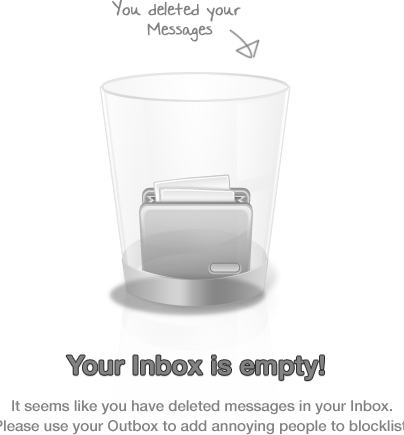 You deleted your
Messages
Your Inbox is empty!
It seems like you have deleted messages in your Inbox.
Please use your Outbox to add annoying people to blocklist